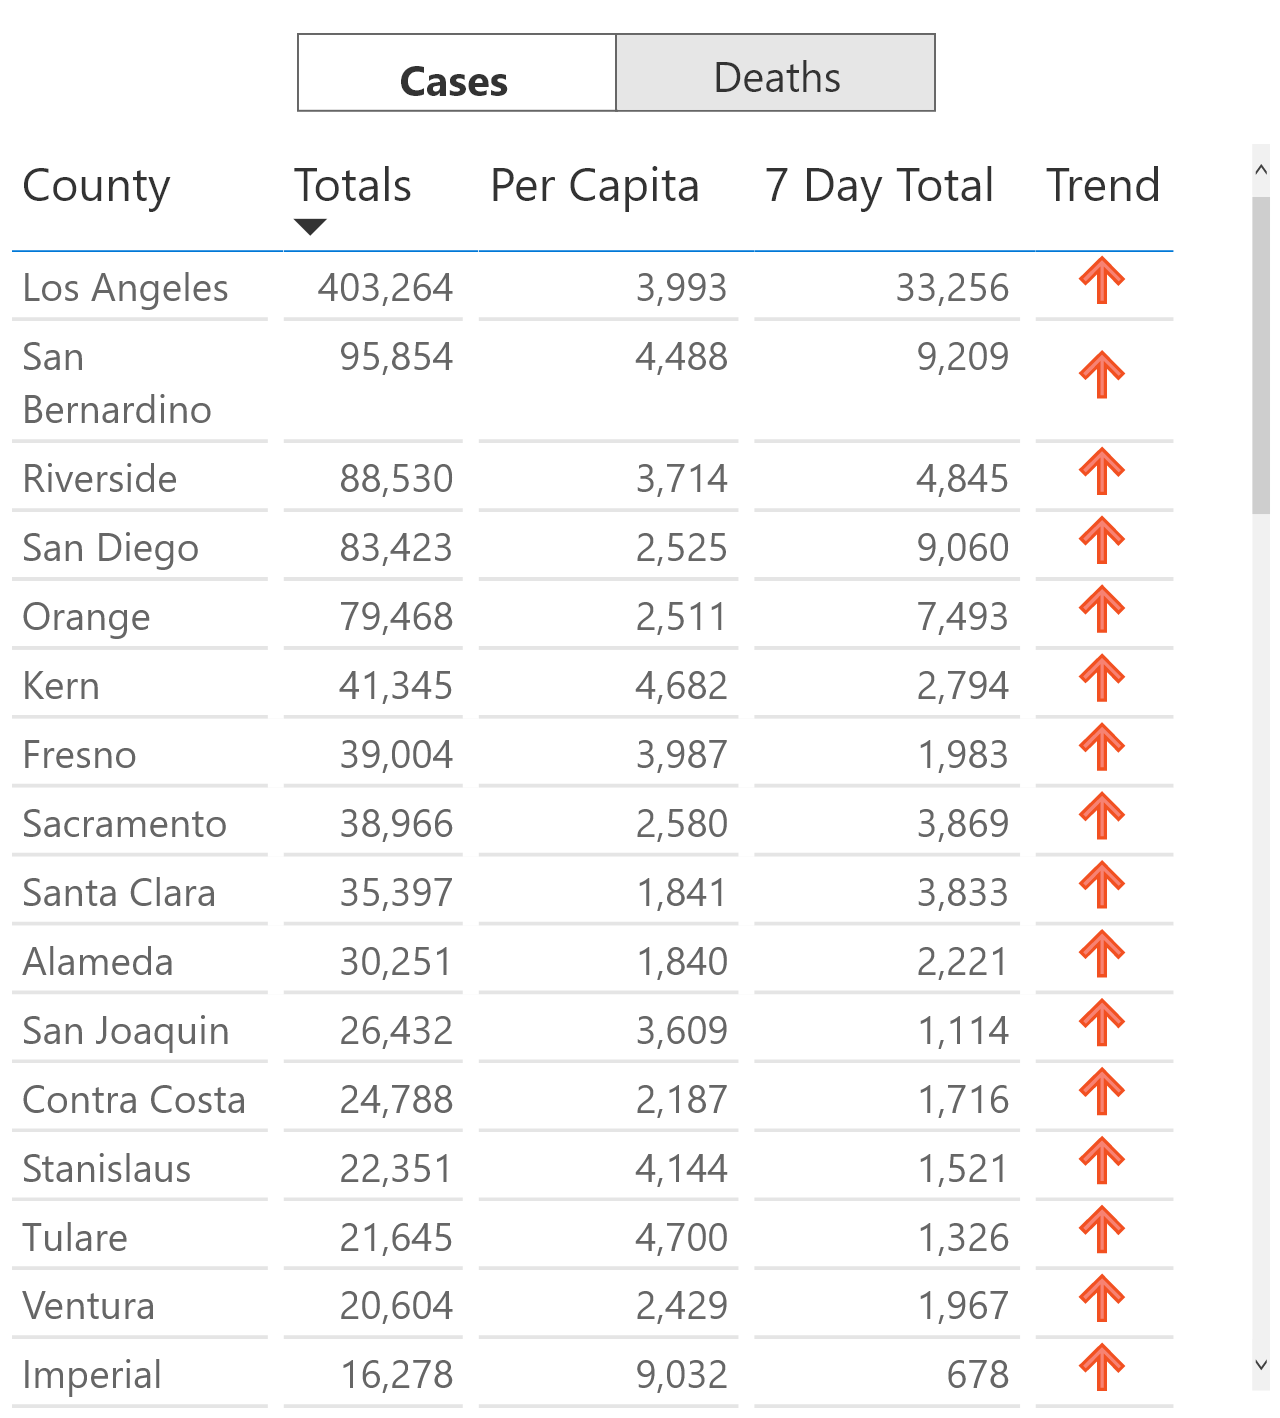 Cases Deaths
County Totals Per Capita 7 Day Total Trend
Los Angeles 403,264 3,993 33,256
San 95,854 4,488 9,209
Bernardino
Riverside 88,530 3,714 4,845
San Diego 83,423 2,525 9,060
Orange 79,468 2,511 7,493
Kern 41,345 4,682 2,794
Fresno 39,004 3,987 1,983
Sacramento 38,966 2,580 3,869
Santa Clara 35,397 1,841 3,833
Alameda 30,251 1,840 2,221
San Joaquin 26,432 3,609 1,114
Contra Costa 24,788 2,187 1,716
Stanislaus 22,351 4,144 1,521
Tulare 21,645 4,700 1,326
Ventura 20,604 2,429 1,967
Imperial 16,278 9,032 678